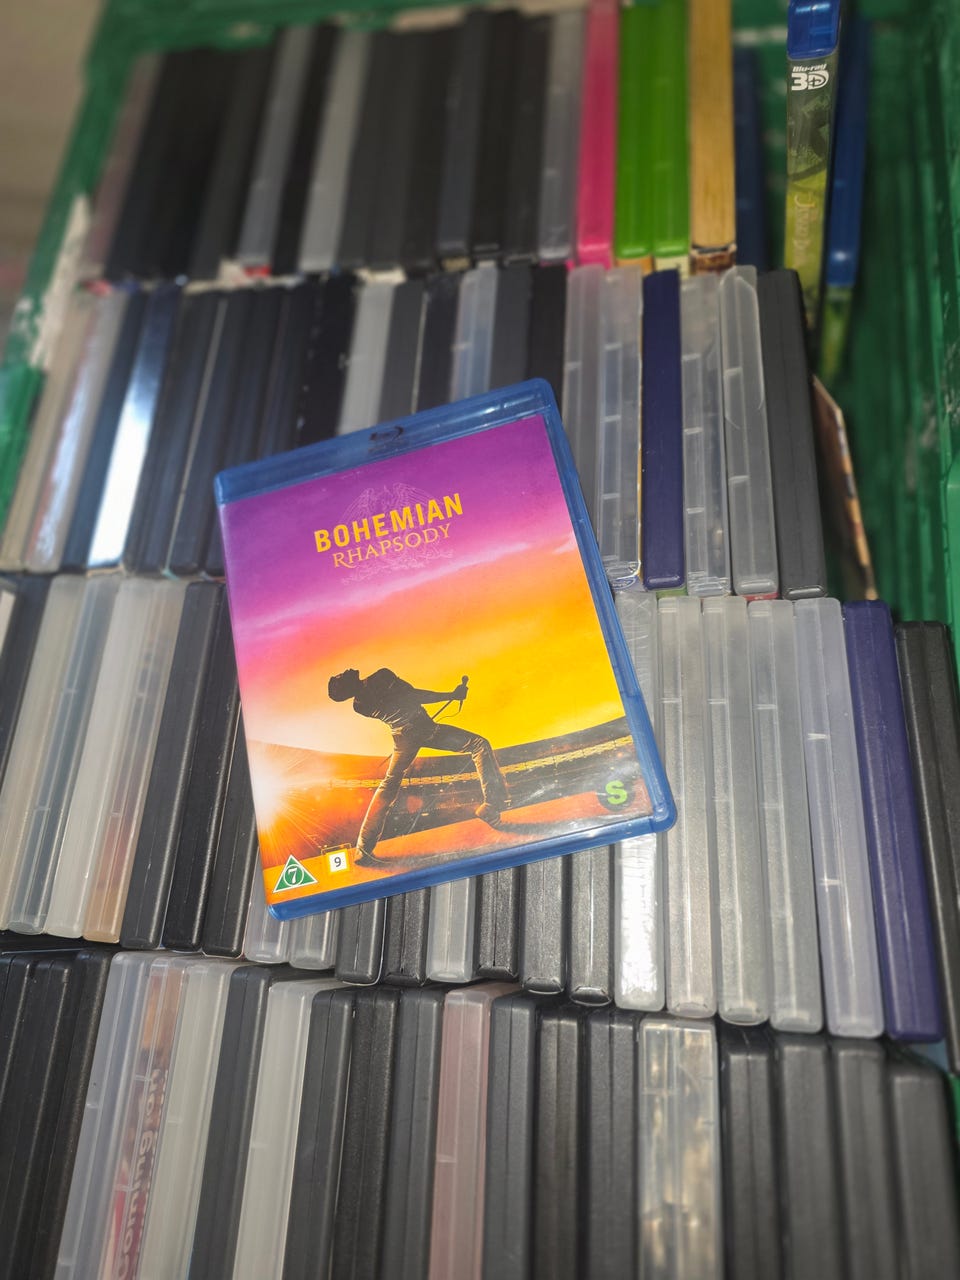 Blu-ray
3D
BOHEMIAN
RHAPSODY
S
7
9